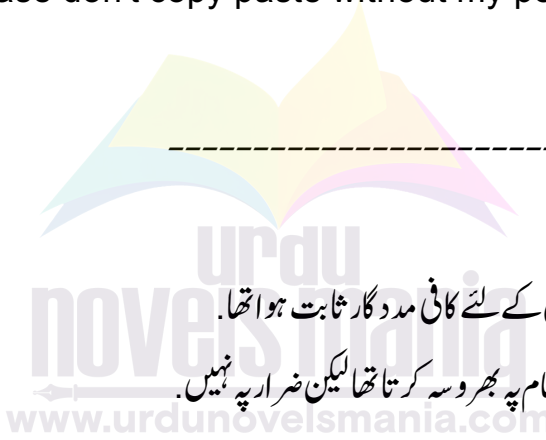 don't copy paste without my
--------------------------
کے لئے کافی مدد گار ثابت ہوا تھا.
پہ بھروسہ کرتا تھا لیکن ضرار پہ نہیں.
urdu
novels mania
www.urdunovelsmania.com